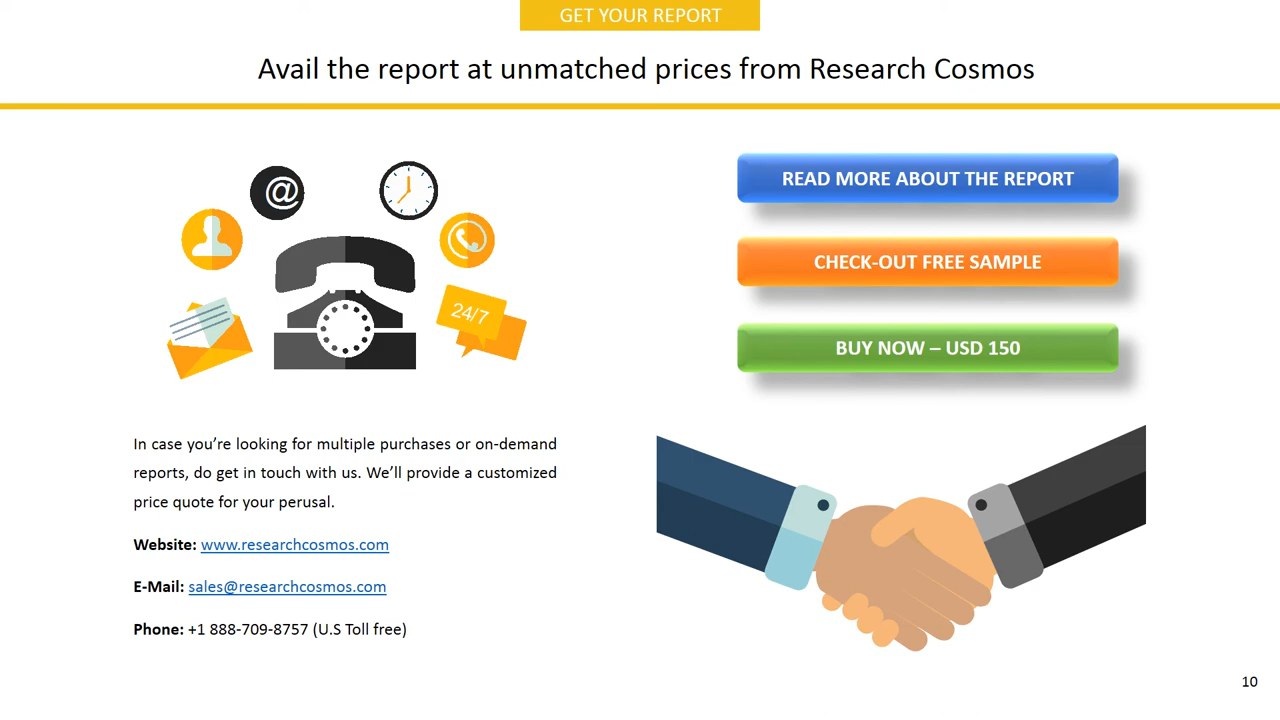 GET YOUR REPORT
Avail the report at unmatched prices from Research Cosmos
@
24/7
READ MORE ABOUT THE REPORT
CHECK-OUT FREE SAMPLE
BUY NOW – USD 150
In case you’re looking for multiple purchases or on-demand
reports, do get in touch with us. We’ll provide a customized
price quote for your perusal.
Website: www.researchcosmos.com
E-Mail: sales@researchcosmos.com
Phone: +1 888-709-8757 (U.S Toll free)
10